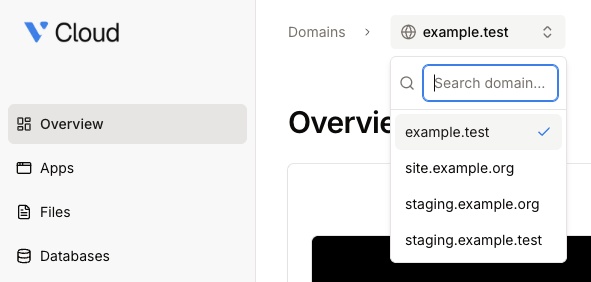 Cloud
Domains
example.test
Search domain...
Overview
example.test
Overvie
Apps
site.example.org
Files
staging.example.org
Databases
staging.example.test